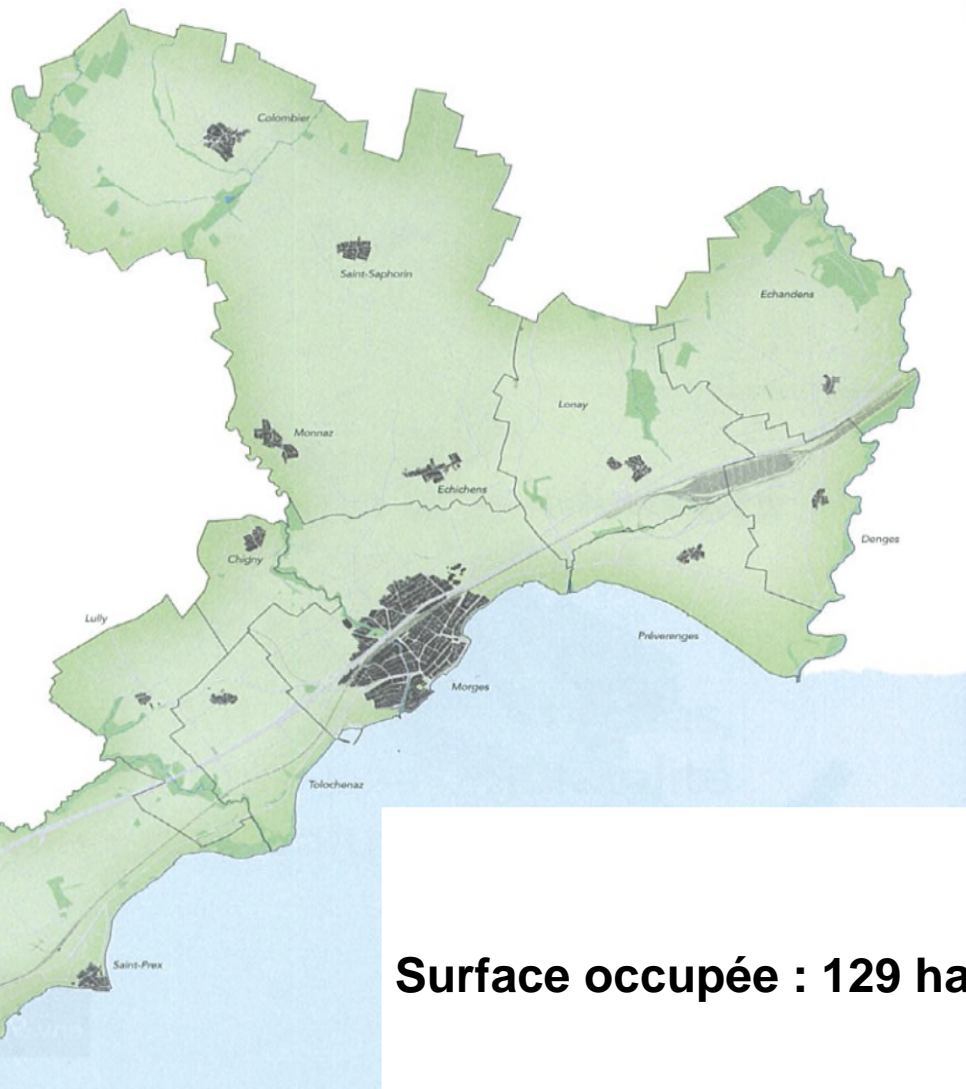 Colombier
Saint-Saphorin
Echandens
Lonay
Monnaz
Echichens
Chigny
Denges
Lully
Préverenges
Morges
Tolochenaz
Saint-Prex
Surface occupée : 129 ha